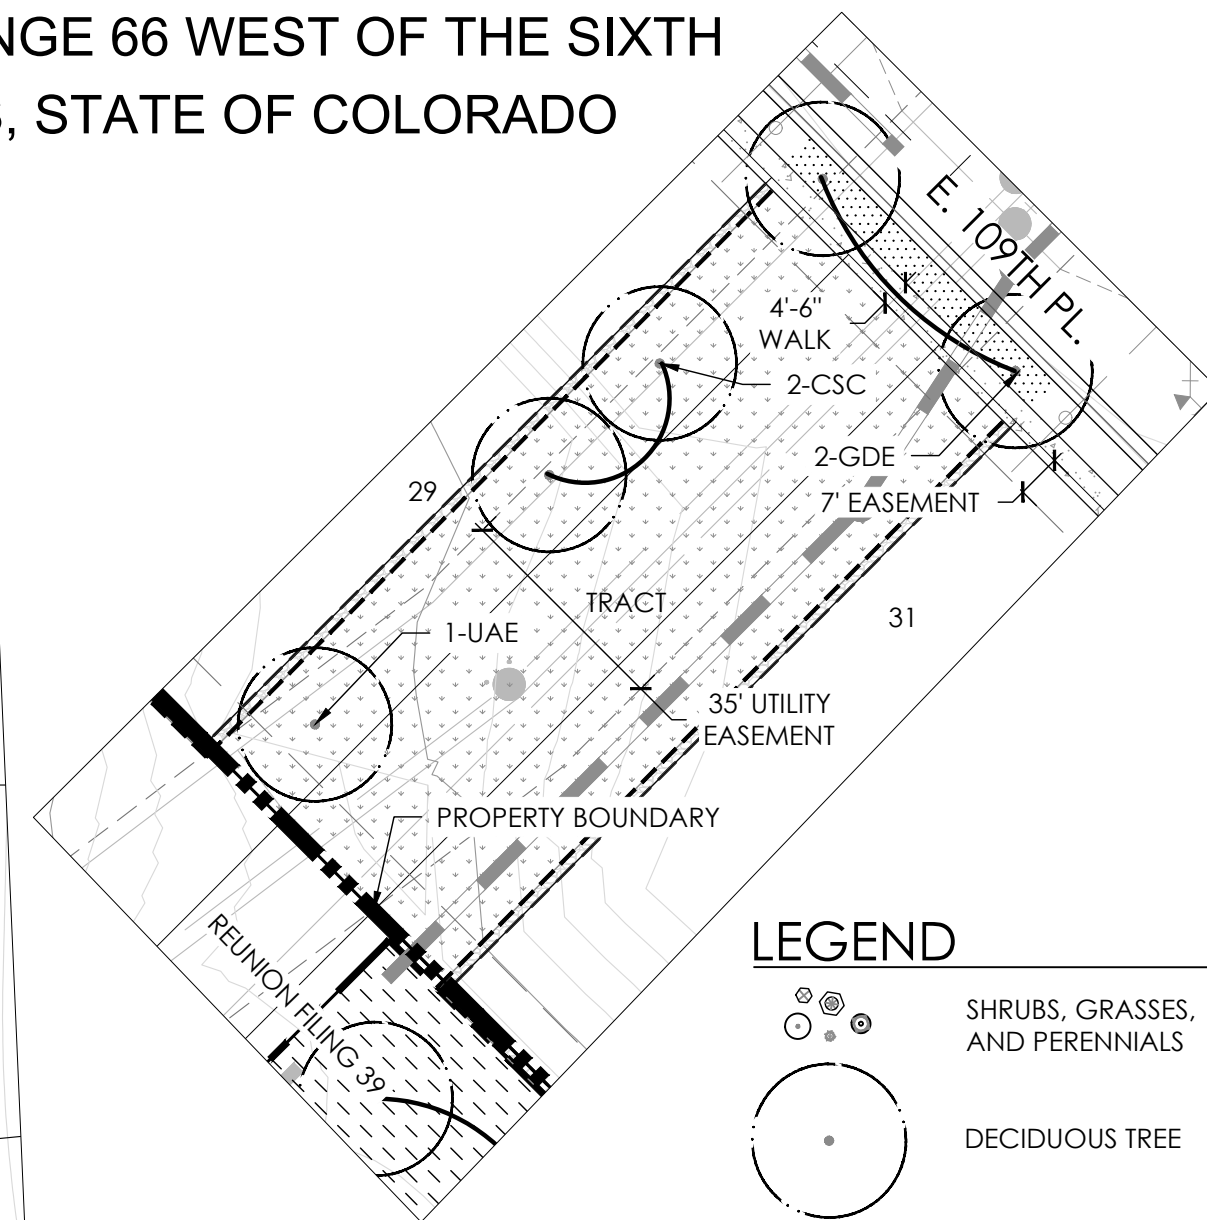 NGE 66 WEST OF THE SIXTH
, STATE OF COLORADO
E. 109TH PL.
4'-6"
WALK
2-CSC
2-GDE
7' EASEMENT
29
TRACT
31
1-UAE
35' UTILITY
EASEMENT
PROPERTY BOUNDARY
REUNION FILING 39
LEGEND
SHRUBS, GRASSES,
AND PERENNIALS
DECIDUOUS TREE